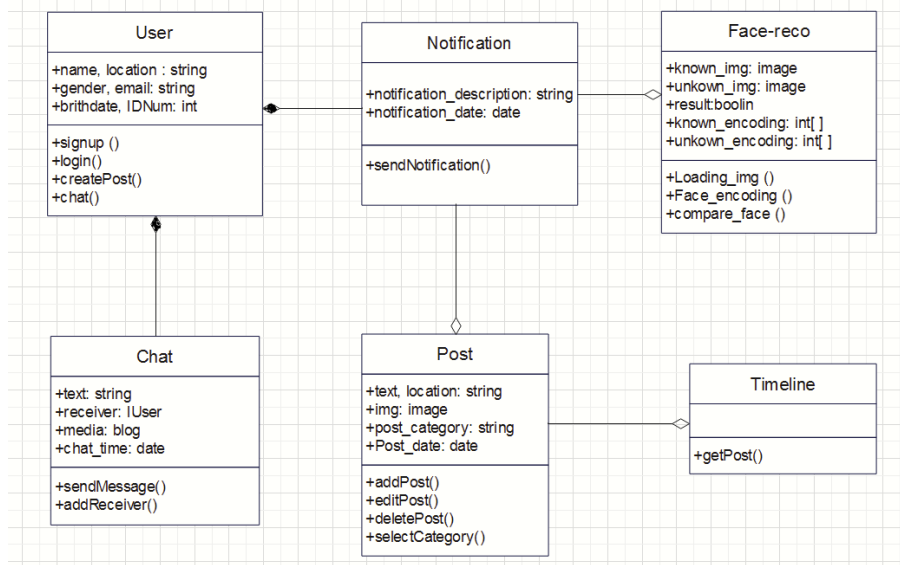 User
+name, location : string
+gender, email: string
+brithdate, IDNum: int
+signup ()
+login()
+createPost()
+chat()
Notification
+notification_description: string
+notification_date: date
+sendNotification()
Face-reco
+known_img: image
+unkown_img: image
+result:boolin
+known_encoding: int[ ]
+unkown_encoding: int[ ]
+Loading_img ()
+Face_encoding ()
+compare_face ()
Chat
+text: string
+receiver: IUser
+media: blog
+chat_time: date
+sendMessage()
+addReceiver()
Post
+text, location: string
+img: image
+post_category: string
+Post_date: date
+addPost()
+editPost()
+deletePost()
+selectCategory()
Timeline
+getPost()